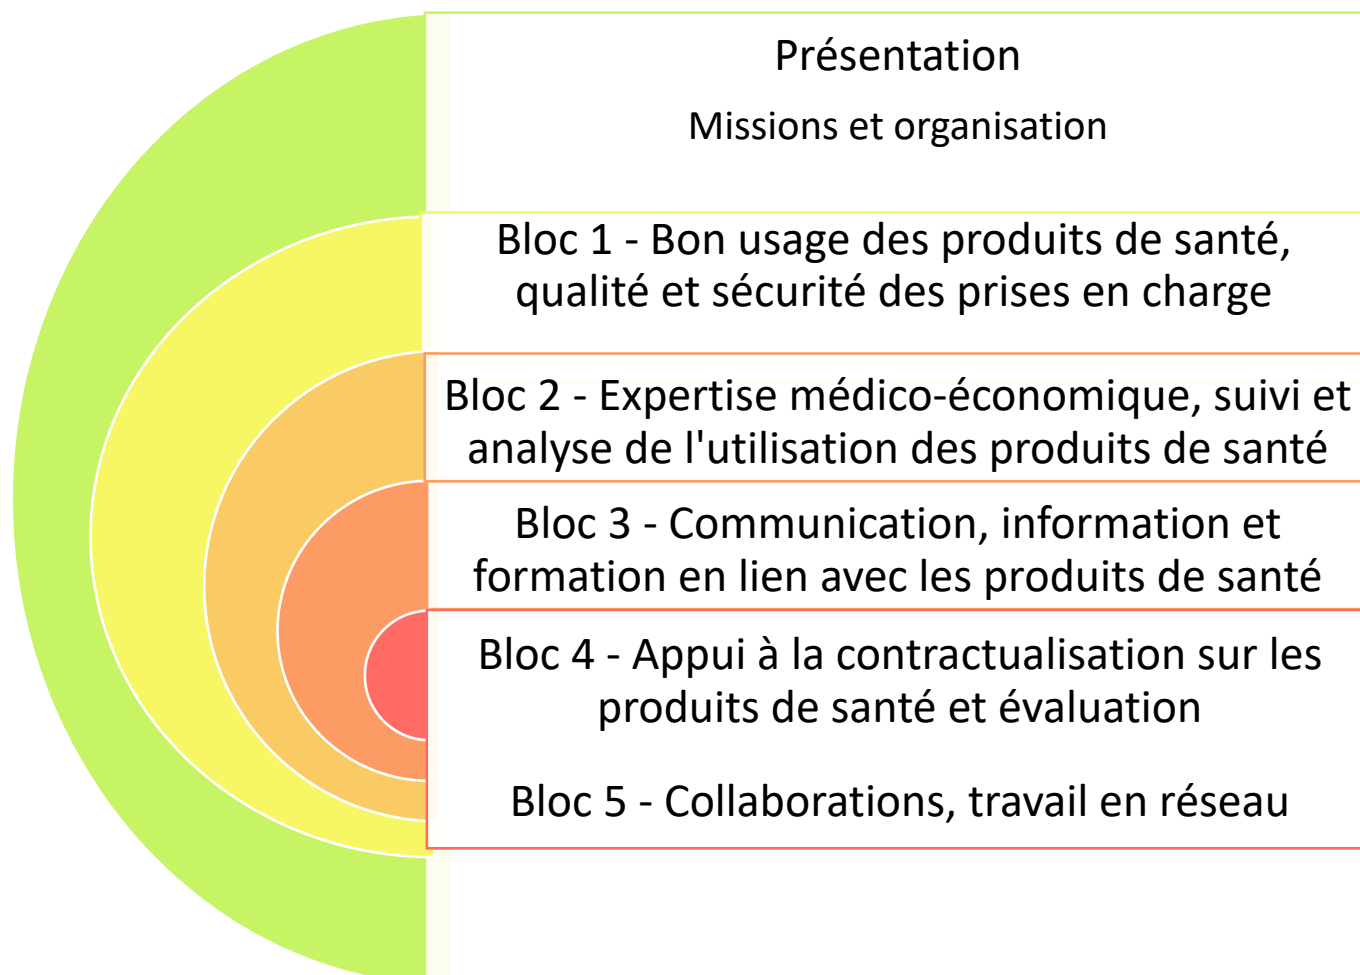 Présentation
Missions et organisation
Bloc 1 - Bon usage des produits de santé,
qualité et sécurité des prises en charge
Bloc 2 - Expertise médico-économique, suivi et
analyse de l'utilisation des produits de santé
Bloc 3 - Communication, information et
formation en lien avec les produits de santé
Bloc 4 - Appui à la contractualisation sur les
produits de santé et évaluation
Bloc 5 - Collaborations, travail en réseau